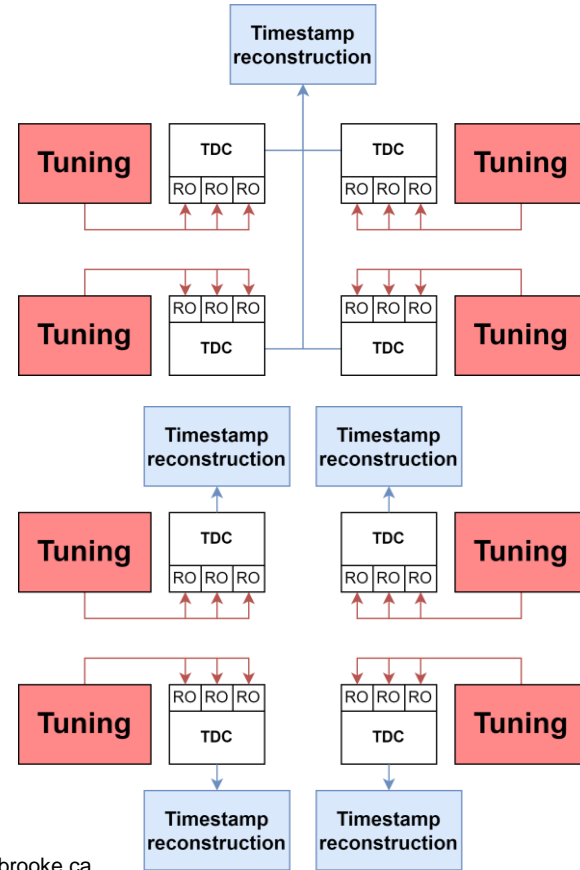 Timestamp
reconstruction
Tuning
TDC
RO RO RO
TDC
RO RO RO
Tuning
Tuning
RO RO RO
TDC
RO RO RO
TDC
Tuning
Timestamp
reconstruction
Timestamp
reconstruction
Tuning
TDC
RO RO RO
TDC
RO RO RO
Tuning
Tuning
RO RO RO
TDC
RO RO RO
TDC
Tuning
Timestamp
reconstruction
Timestamp
reconstruction
brooke.ca